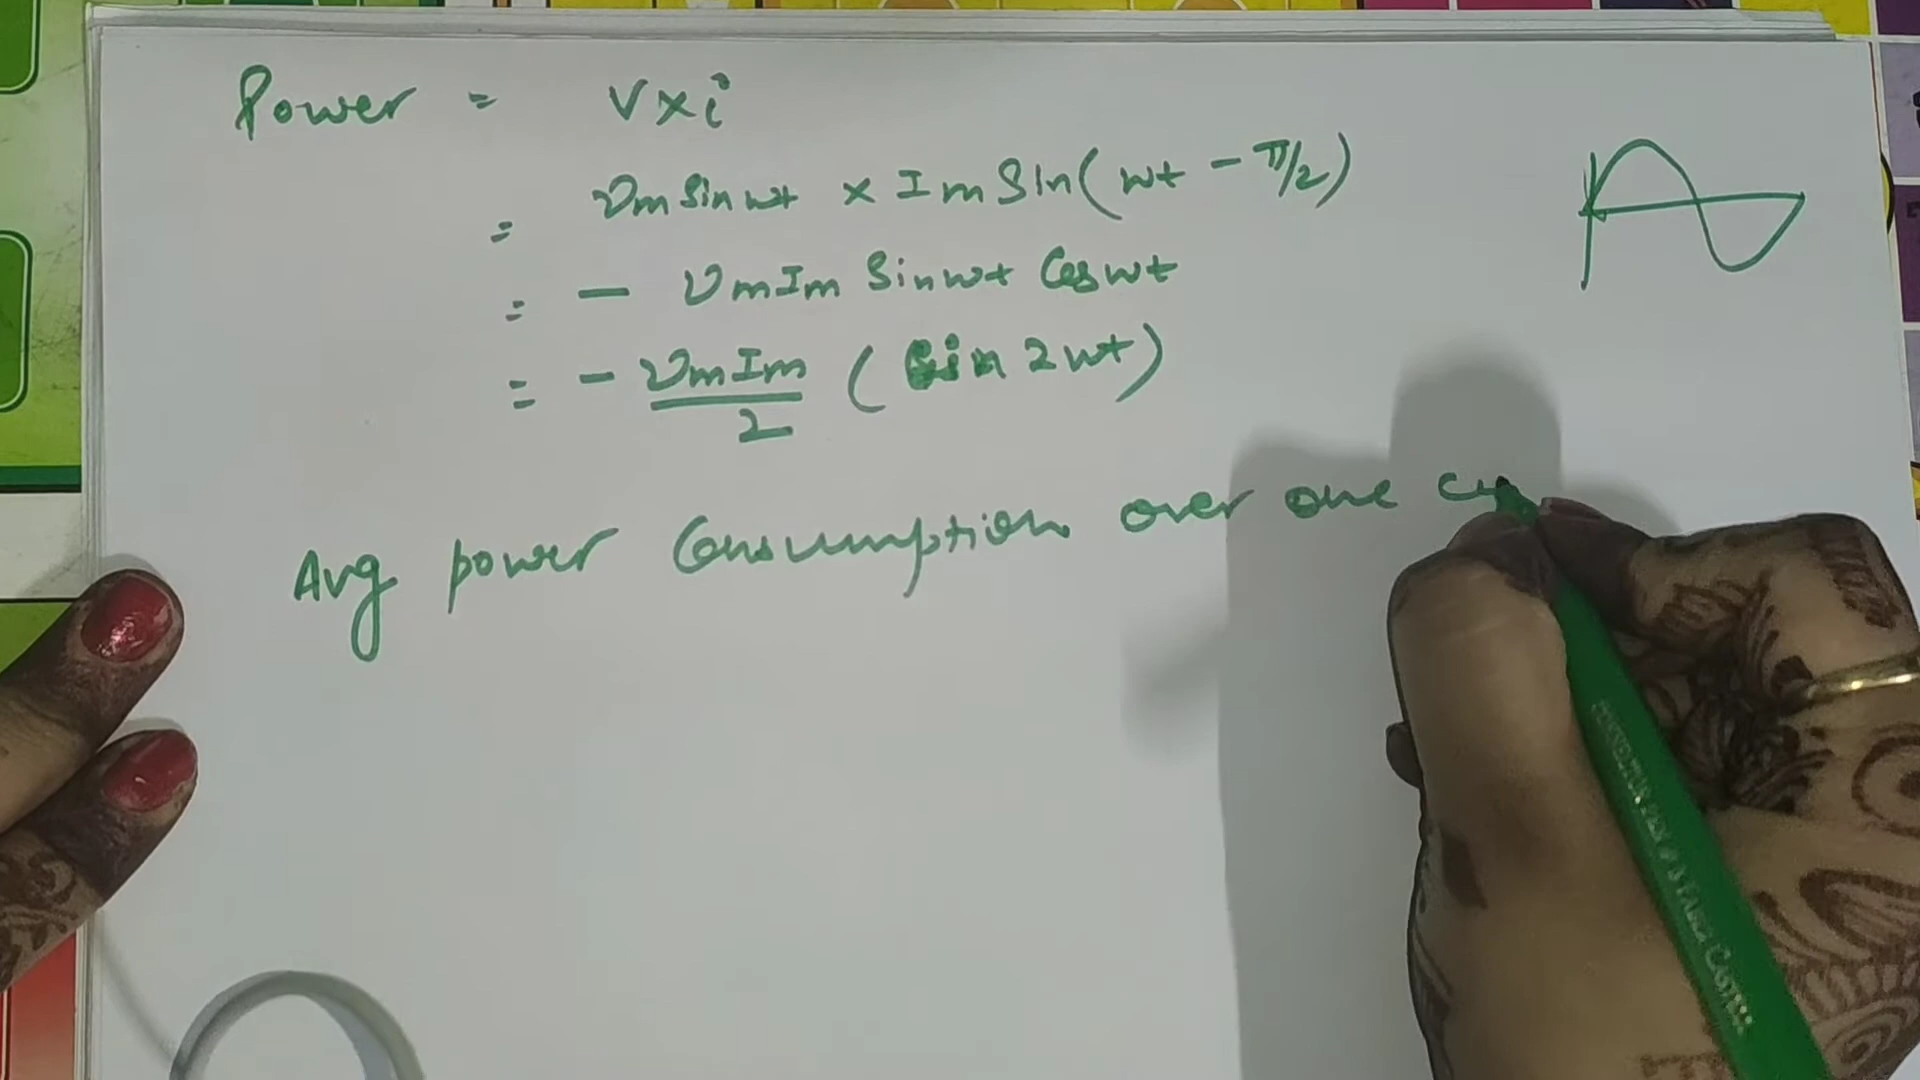 Power = V×i
= Vm Sin wt × Im Sin(wt - π/2)
= - Vm Im Sin wt Cos wt
= - Vm Im / 2 (Sin 2wt)
Avg power Consumption over one cy